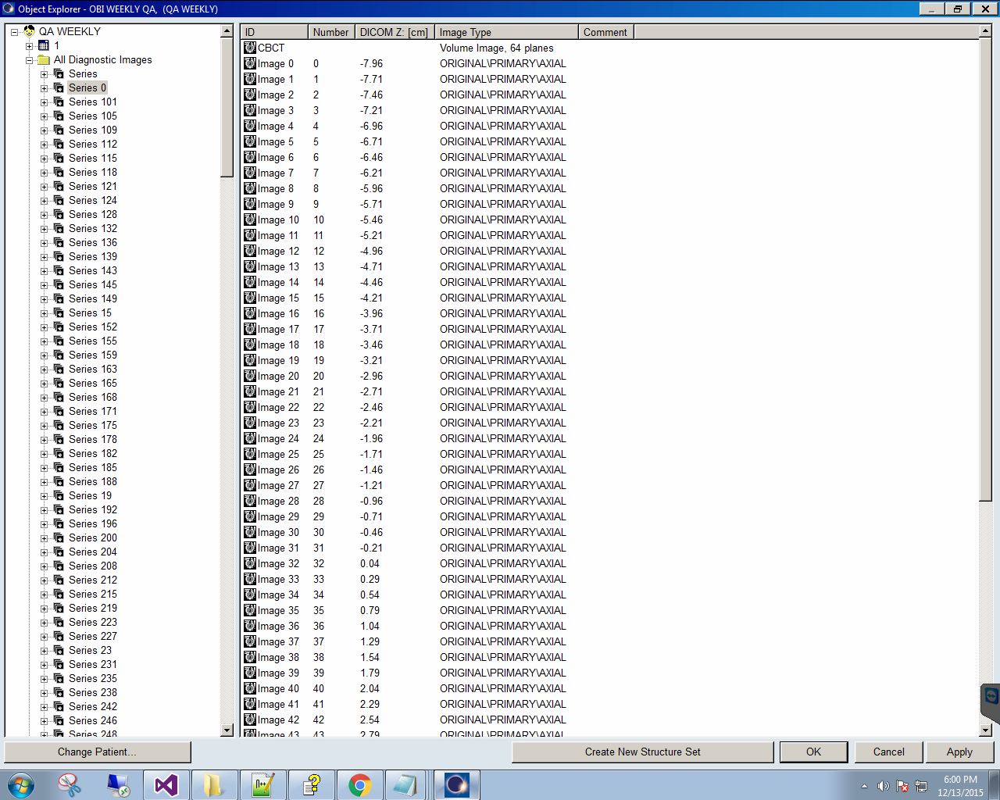 Object Explorer - OBI WEEKLY QA, (QA WEEKLY)
QA WEEKLY
1
All Diagnostic Images
Series
Series 0
Series 101
Series 105
Series 109
Series 112
Series 115
Series 118
Series 121
Series 124
Series 128
Series 132
Series 136
Series 139
Series 143
Series 145
Series 149
Series 15
Series 152
Series 155
Series 159
Series 163
Series 165
Series 168
Series 171
Series 175
Series 178
Series 182
Series 185
Series 188
Series 19
Series 192
Series 196
Series 200
Series 204
Series 208
Series 212
Series 215
Series 219
Series 223
Series 227
Series 23
Series 231
Series 235
Series 238
Series 242
Series 246
Series 248
ID Number DICOM Z: [cm] Image Type Comment
CBCT Volume Image, 64 planes
Image 0 0 -7.96 ORIGINAL\PRIMARY\AXIAL
Image 1 1 -7.71 ORIGINAL\PRIMARY\AXIAL
Image 2 2 -7.46 ORIGINAL\PRIMARY\AXIAL
Image 3 3 -7.21 ORIGINAL\PRIMARY\AXIAL
Image 4 4 -6.96 ORIGINAL\PRIMARY\AXIAL
Image 5 5 -6.71 ORIGINAL\PRIMARY\AXIAL
Image 6 6 -6.46 ORIGINAL\PRIMARY\AXIAL
Image 7 7 -6.21 ORIGINAL\PRIMARY\AXIAL
Image 8 8 -5.96 ORIGINAL\PRIMARY\AXIAL
Image 9 9 -5.71 ORIGINAL\PRIMARY\AXIAL
Image 10 10 -5.46 ORIGINAL\PRIMARY\AXIAL
Image 11 11 -5.21 ORIGINAL\PRIMARY\AXIAL
Image 12 12 -4.96 ORIGINAL\PRIMARY\AXIAL
Image 13 13 -4.71 ORIGINAL\PRIMARY\AXIAL
Image 14 14 -4.46 ORIGINAL\PRIMARY\AXIAL
Image 15 15 -4.21 ORIGINAL\PRIMARY\AXIAL
Image 16 16 -3.96 ORIGINAL\PRIMARY\AXIAL
Image 17 17 -3.71 ORIGINAL\PRIMARY\AXIAL
Image 18 18 -3.46 ORIGINAL\PRIMARY\AXIAL
Image 19 19 -3.21 ORIGINAL\PRIMARY\AXIAL
Image 20 20 -2.96 ORIGINAL\PRIMARY\AXIAL
Image 21 21 -2.71 ORIGINAL\PRIMARY\AXIAL
Image 22 22 -2.46 ORIGINAL\PRIMARY\AXIAL
Image 23 23 -2.21 ORIGINAL\PRIMARY\AXIAL
Image 24 24 -1.96 ORIGINAL\PRIMARY\AXIAL
Image 25 25 -1.71 ORIGINAL\PRIMARY\AXIAL
Image 26 26 -1.46 ORIGINAL\PRIMARY\AXIAL
Image 27 27 -1.21 ORIGINAL\PRIMARY\AXIAL
Image 28 28 -0.96 ORIGINAL\PRIMARY\AXIAL
Image 29 29 -0.71 ORIGINAL\PRIMARY\AXIAL
Image 30 30 -0.46 ORIGINAL\PRIMARY\AXIAL
Image 31 31 -0.21 ORIGINAL\PRIMARY\AXIAL
Image 32 32 0.04 ORIGINAL\PRIMARY\AXIAL
Image 33 33 0.29 ORIGINAL\PRIMARY\AXIAL
Image 34 34 0.54 ORIGINAL\PRIMARY\AXIAL
Image 35 35 0.79 ORIGINAL\PRIMARY\AXIAL
Image 36 36 1.04 ORIGINAL\PRIMARY\AXIAL
Image 37 37 1.29 ORIGINAL\PRIMARY\AXIAL
Image 38 38 1.54 ORIGINAL\PRIMARY\AXIAL
Image 39 39 1.79 ORIGINAL\PRIMARY\AXIAL
Image 40 40 2.04 ORIGINAL\PRIMARY\AXIAL
Image 41 41 2.29 ORIGINAL\PRIMARY\AXIAL
Image 42 42 2.54 ORIGINAL\PRIMARY\AXIAL
Image 43 43 2.79 ORIGINAL\PRIMARY\AXIAL
Change Patient... Create New Structure Set OK Cancel Apply
6:00 PM
12/13/2015